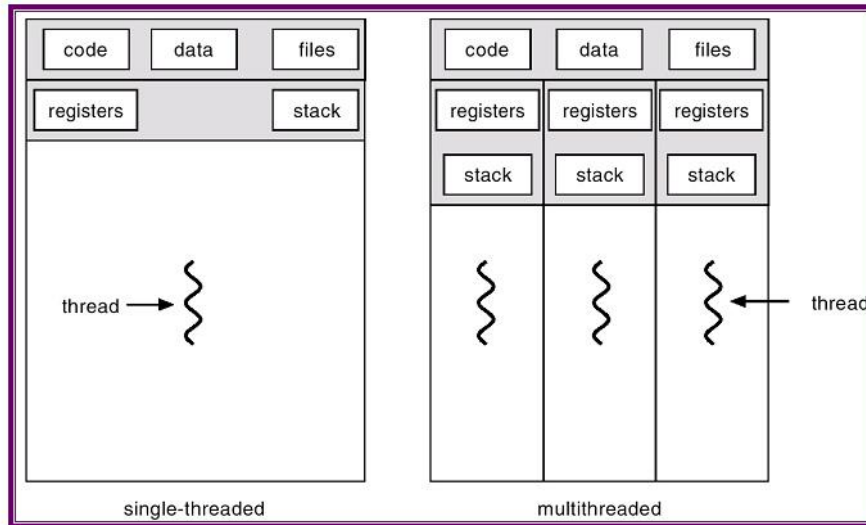 code data files code data files
registers stack registers registers registers
stack stack stack
thread thread
single-threaded multithreaded